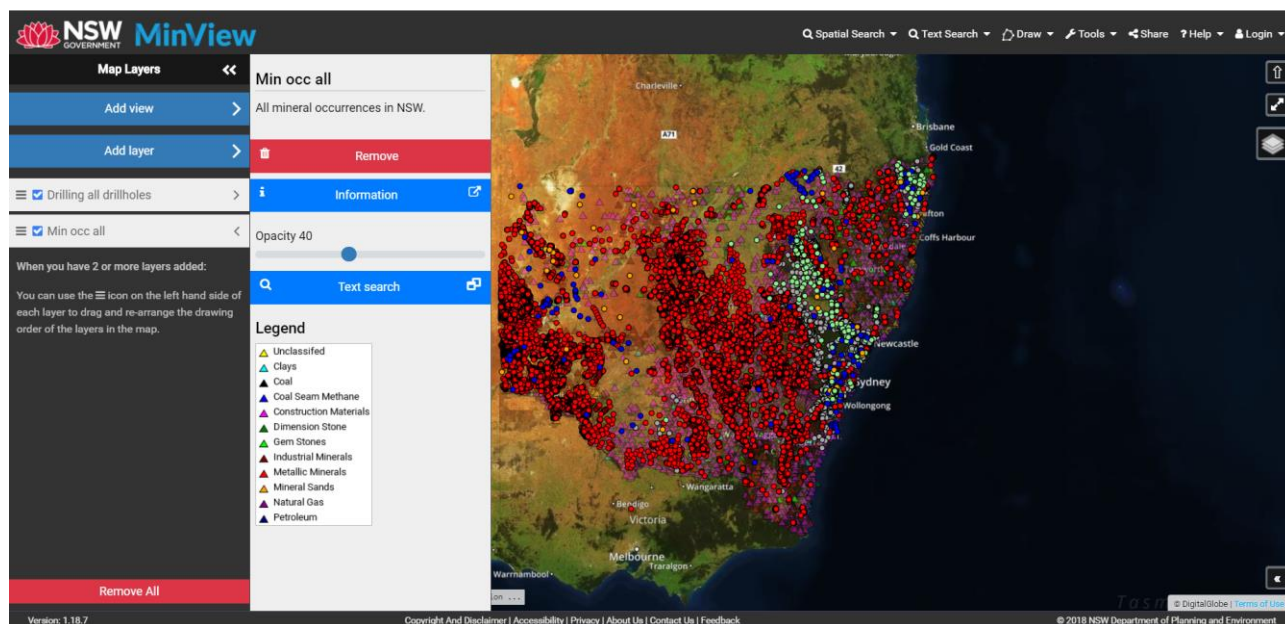 NSW
GOVERNMENT
MinView
Spatial Search
Text Search
Draw
Tools
Share
Help
Login
Map Layers
Add view
Add layer
Drilling all drillholes
Min occ all
When you have 2 or more layers added:
You can use the ☰ icon on the left hand side of
each layer to drag and re-arrange the drawing
order of the layers in the map.
Remove All
Min occ all
All mineral occurrences in NSW.
Remove
Information
Opacity 40
Text search
Legend
Unclassifed
Clays
Coal
Coal Seam Methane
Construction Materials
Dimension Stone
Gem Stones
Industrial Minerals
Metallic Minerals
Mineral Sands
Natural Gas
Petroleum
Charleville
A71
Brisbane
Gold Coast
42
Coffs Harbour
Newcastle
Sydney
Wollongong
Wangaratta
Bendigo
Victoria
Melbourne
Traralgon
Warrnambool
© DigitalGlobe | Terms of Use
Version: 1.18.7
Copyright And Disclaimer | Accessibility | Privacy | About Us | Contact Us | Feedback
© 2018 NSW Department of Planning and Environment